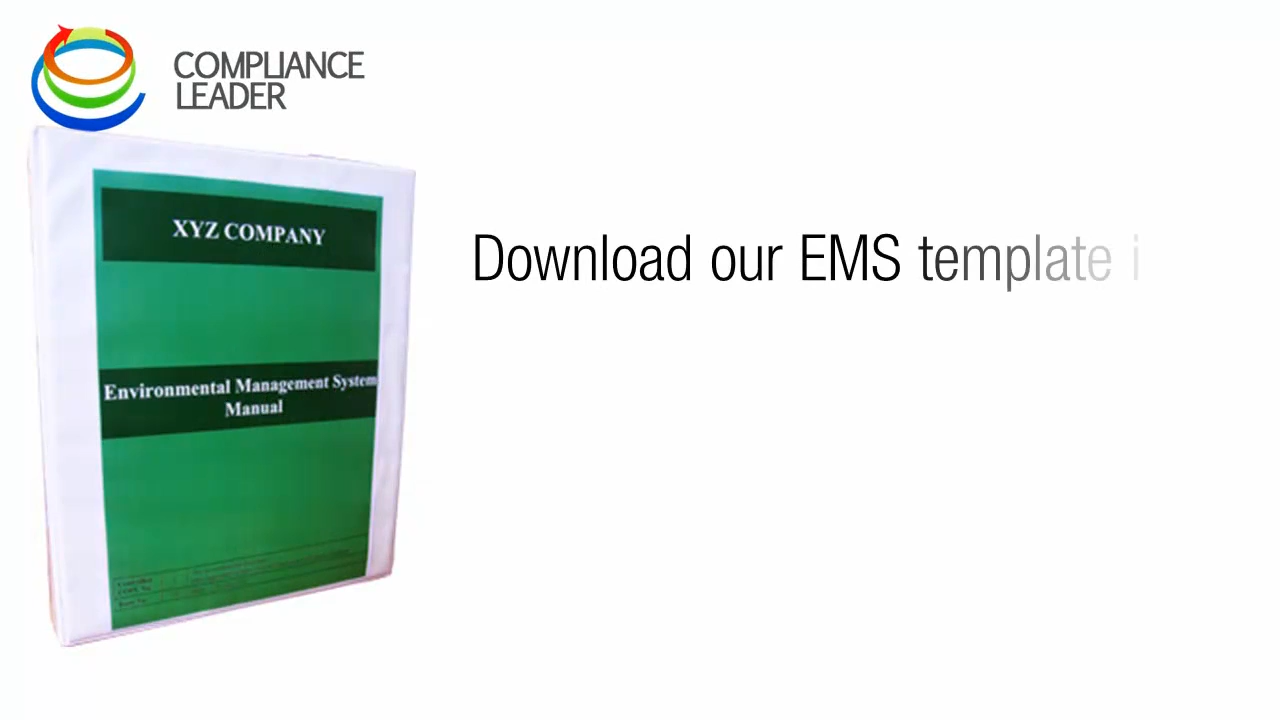 COMPLIANCE
LEADER
XYZ COMPANY
Download our EMS template i
Environmental Management System
Manual